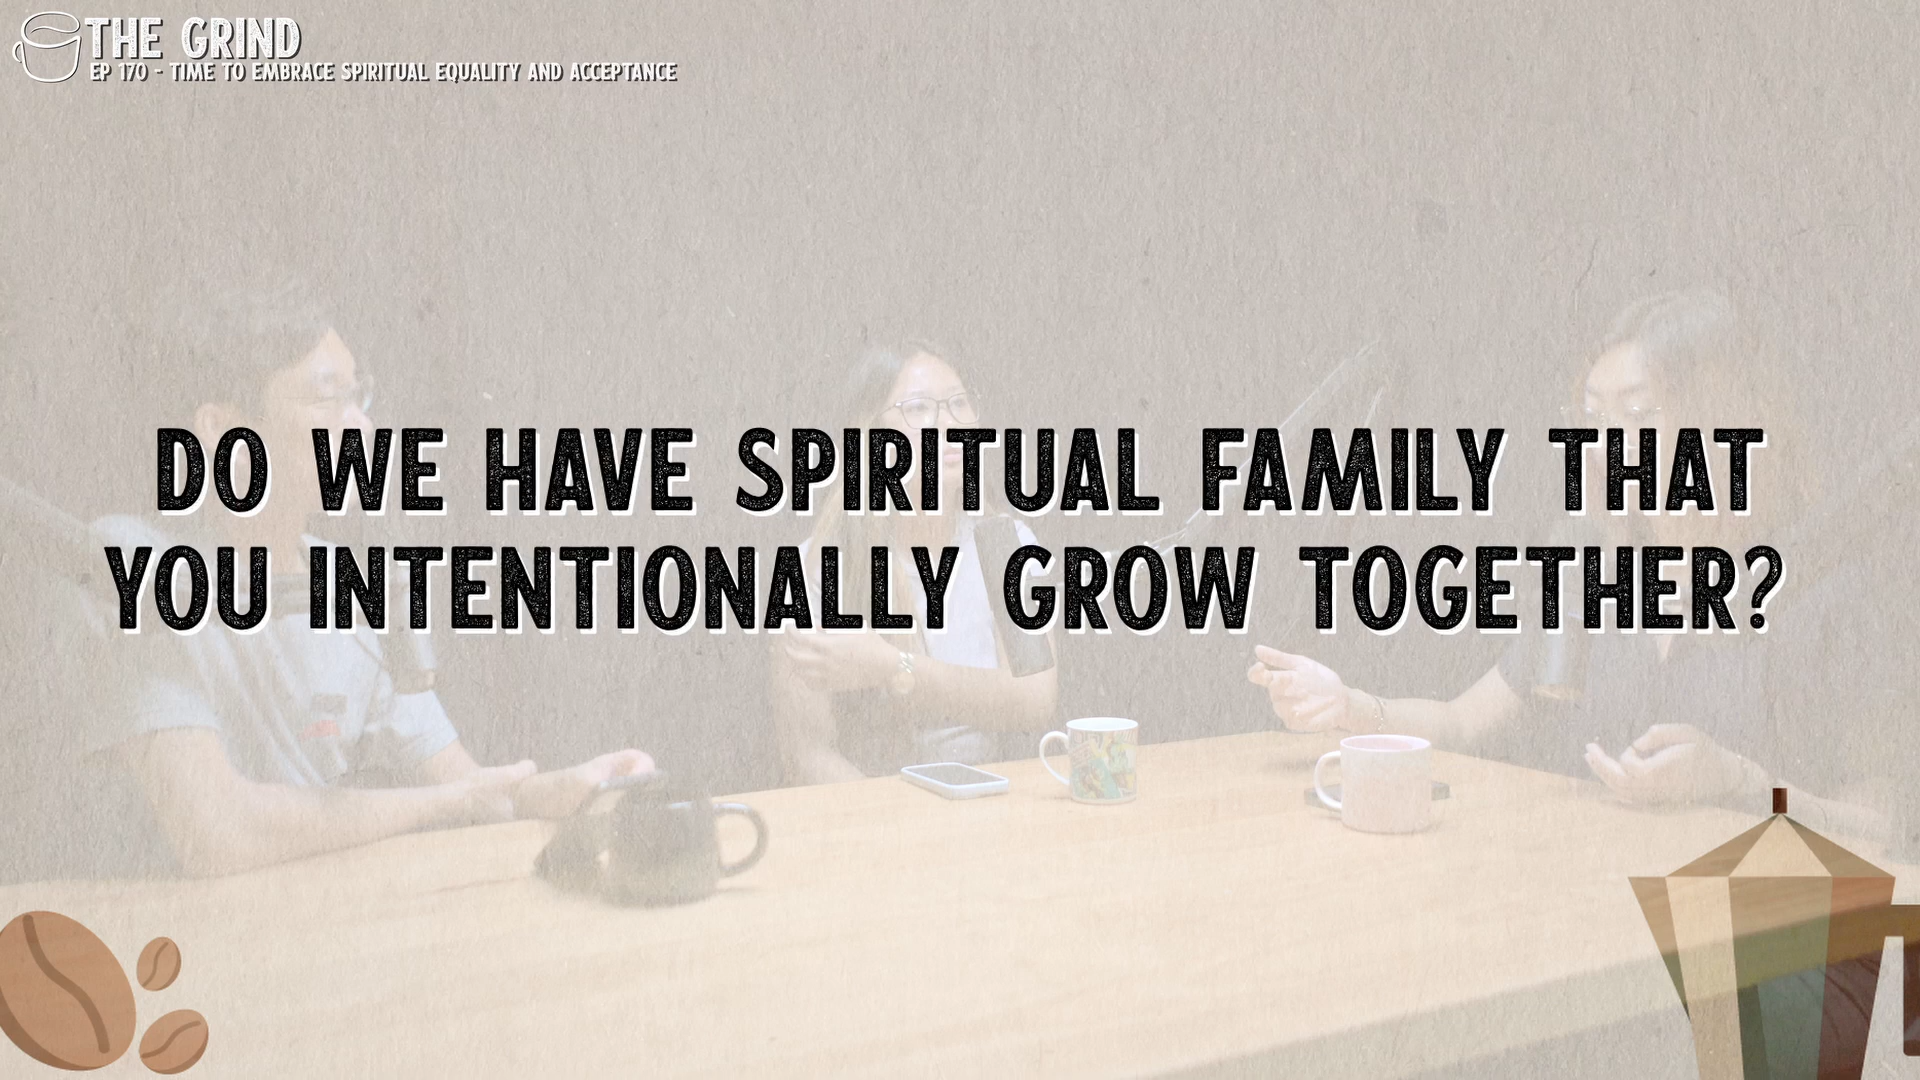 THE GRIND
EP 170 - TIME TO EMBRACE SPIRITUAL EQUALITY AND ACCEPTANCE
DO WE HAVE SPIRITUAL FAMILY THAT
YOU INTENTIONALLY GROW TOGETHER?